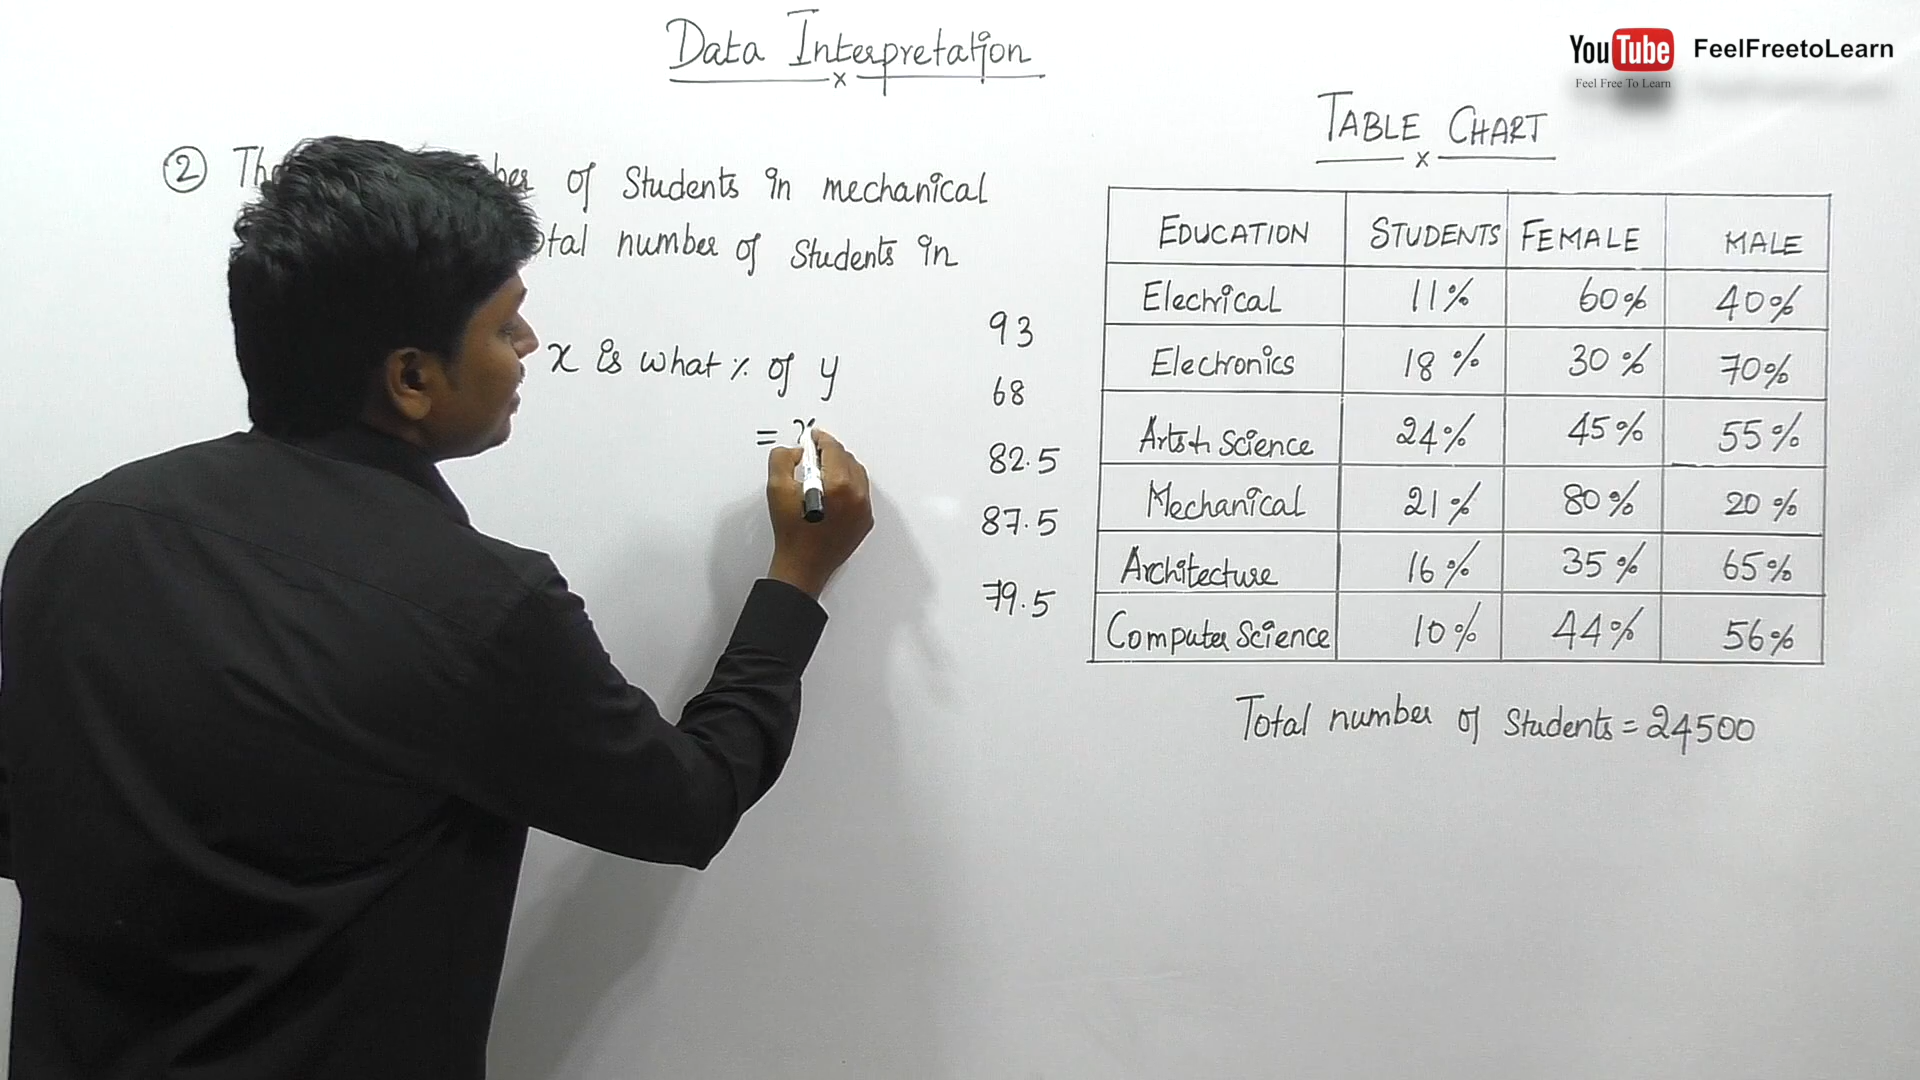 Data Interpretation
x
YouTube FeelFreetoLearn
Feel Free To Learn
② of Students in mechanical
number of Students in
x is what % of y
=
93
68
82.5
87.5
79.5
TABLE CHART
x
EDUCATION STUDENTS FEMALE MALE
Electrical 11% 60% 40%
Electronics 18% 30% 70%
Arts + Science 24% 45% 55%
Mechanical 21% 80% 20%
Architecture 16% 35% 65%
Computer Science 10% 44% 56%
Total number of Students = 24500